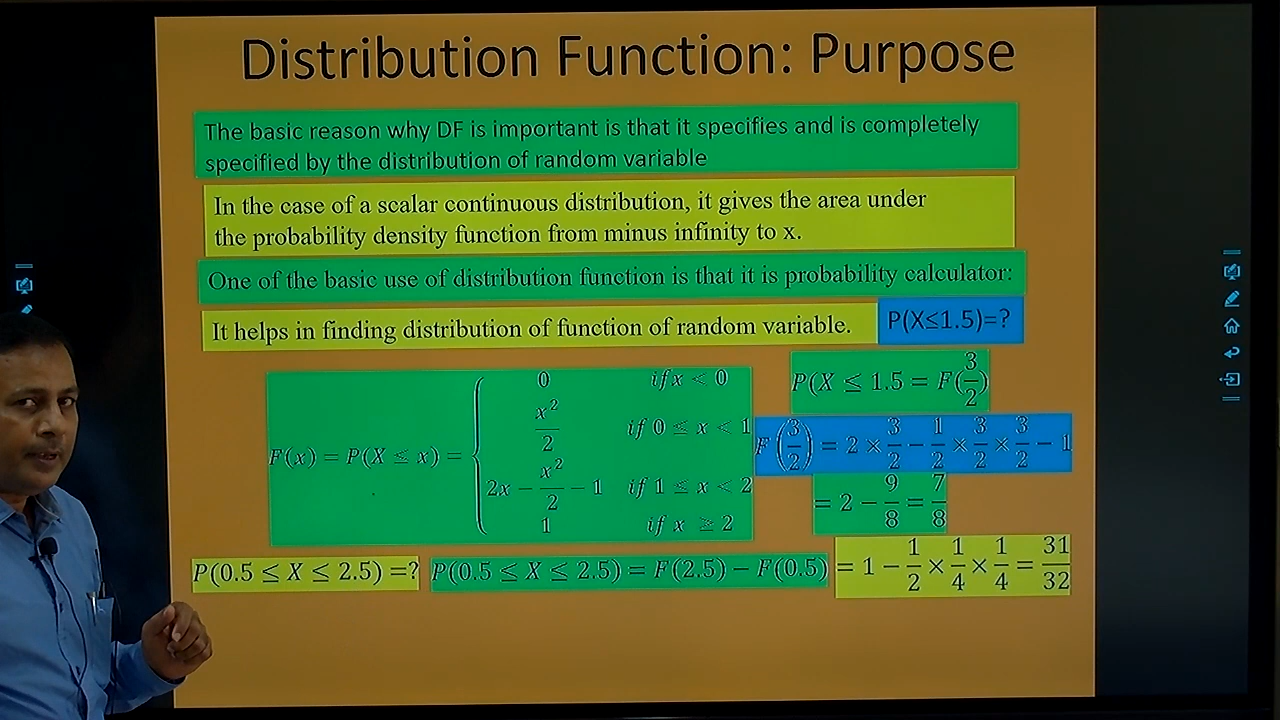 Distribution Function: Purpose
The basic reason why DF is important is that it specifies and is completely
specified by the distribution of random variable
In the case of a scalar continuous distribution, it gives the area under
the probability density function from minus infinity to x.
One of the basic use of distribution function is that it is probability calculator:
It helps in finding distribution of function of random variable.
P(X≤1.5)=?
F(x) = P(X ≤ x) = { 0 if x < 0
x²/2 if 0 ≤ x < 1
2x − x²/2 − 1 if 1 ≤ x < 2
1 if x ≥ 2
P(X ≤ 1.5 = F(3/2)
F(3/2) = 2 × 3/2 − 1/2 × 3/2 × 3/2 − 1
= 2 − 9/8 = 7/8
P(0.5 ≤ X ≤ 2.5) =?
P(0.5 ≤ X ≤ 2.5) = F(2.5) − F(0.5)
= 1 − 1/2 × 1/4 × 1/4 = 31/32